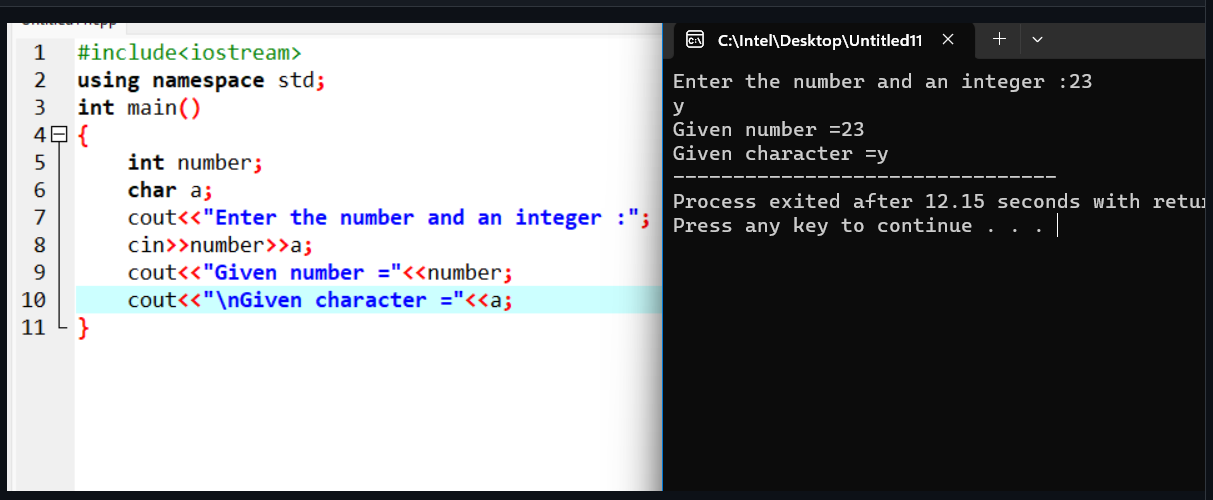 1 #include<iostream>
2 using namespace std;
3 int main()
4 {
5 int number;
6 char a;
7 cout<<"Enter the number and an integer :";
8 cin>>number>>a;
9 cout<<"Given number ="<<number;
10 cout<<"\nGiven character ="<<a;
11 }
C:\Intel\Desktop\Untitled11
Enter the number and an integer :23
y
Given number =23
Given character =y
--------------------------------
Process exited after 12.15 seconds with retu
Press any key to continue . . .